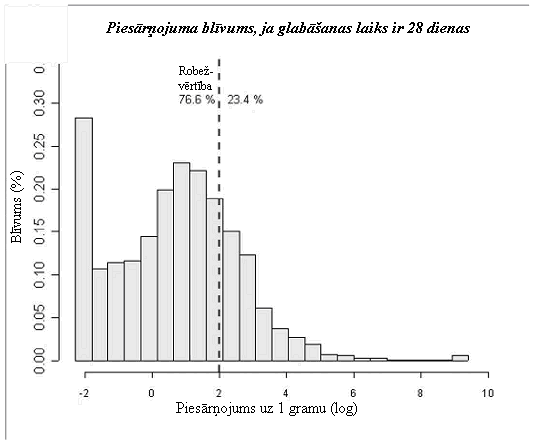 Piesārņojuma blīvums, ja glabāšanas laiks ir 28 dienas
Robež-
vērtība
76.6 % 23.4 %
Blīvums (%)
0.30
0.25
0.20
0.15
0.10
0.05
0.00
-2 0 2 4 6 8 10
Piesārņojums uz 1 gramu (log)